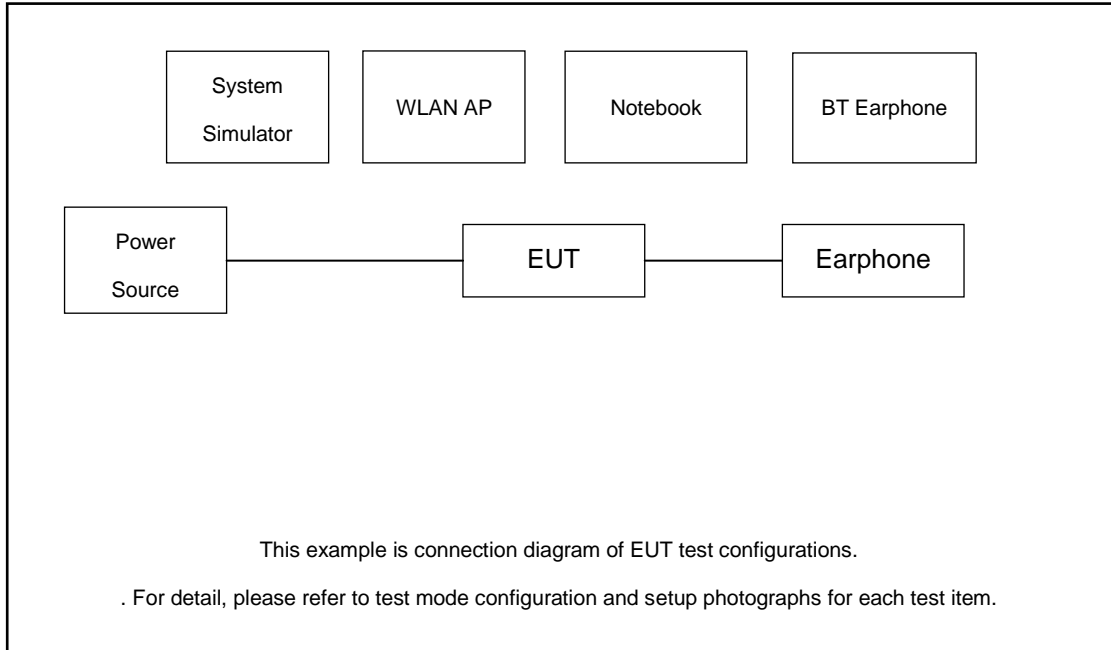 System
Simulator
WLAN AP
Notebook
BT Earphone
Power
Source
EUT
Earphone
This example is connection diagram of EUT test configurations.
. For detail, please refer to test mode configuration and setup photographs for each test item.